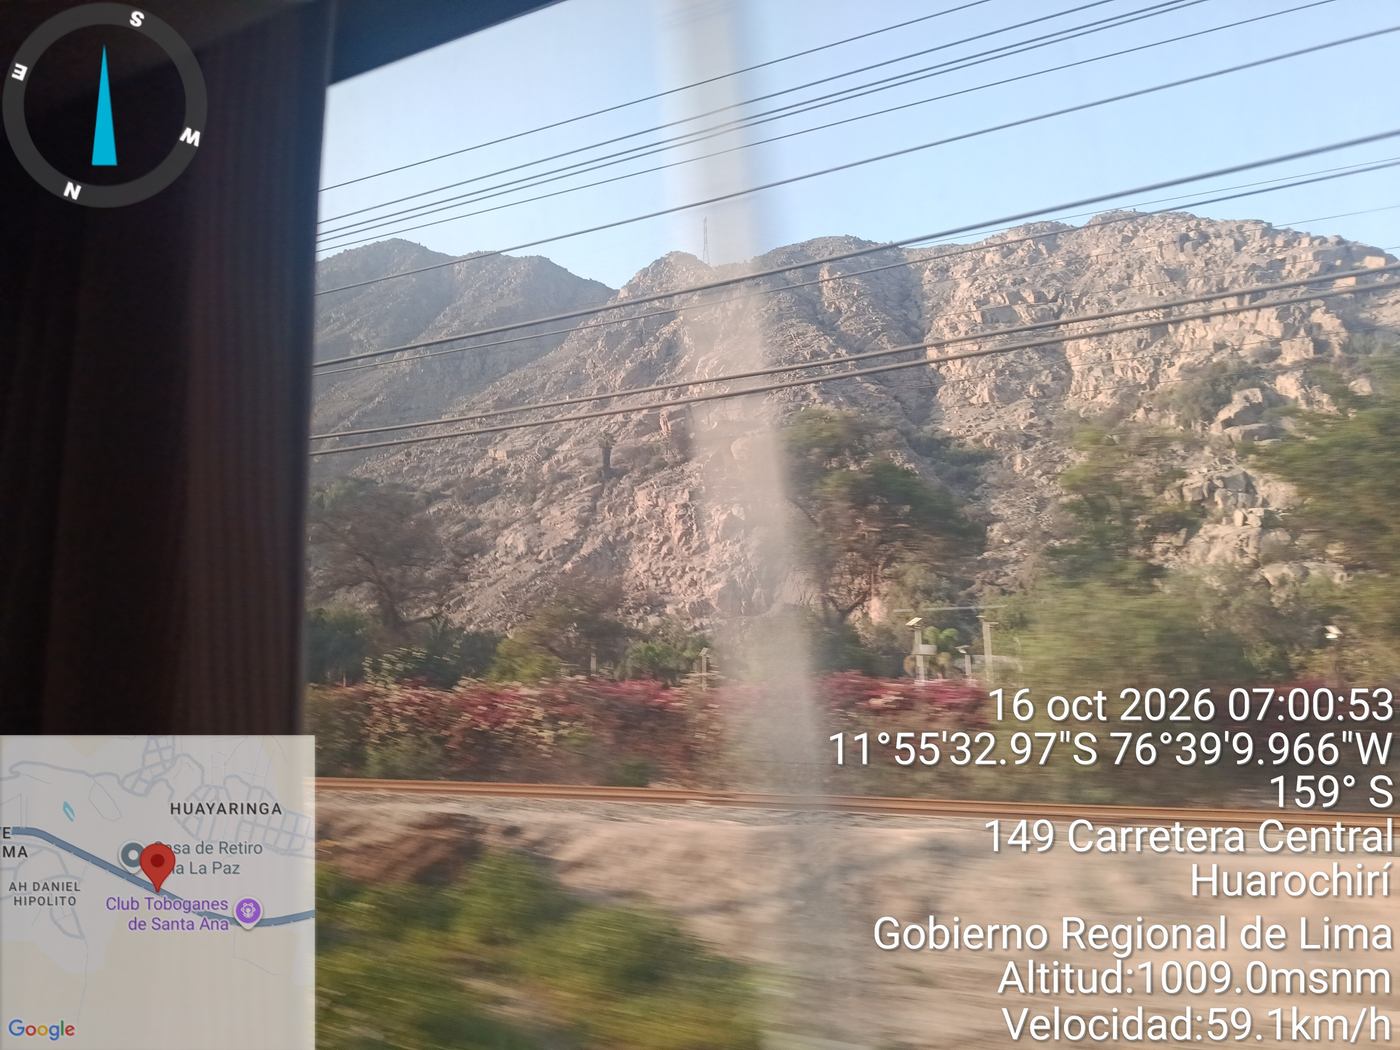 S
E
W
N
16 oct 2026 07:00:53
11°55'32.97"S 76°39'9.966"W
159° S
149 Carretera Central
Huarochirí
Gobierno Regional de Lima
Altitud:1009.0msnm
Velocidad:59.1km/h
HUAYARINGA
MA
de Retiro
La Paz
AH DANIEL
HIPOLITO
Club Toboganes
de Santa Ana
Google